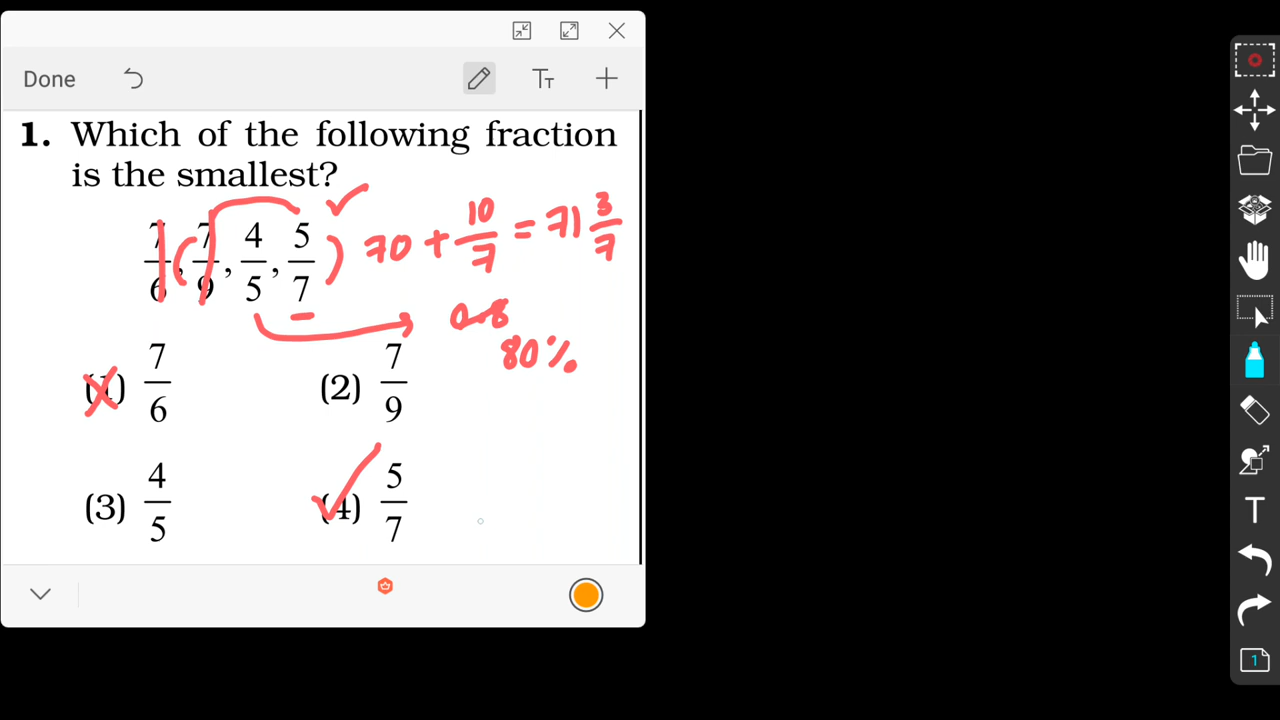 Done
1. Which of the following fraction
is the smallest?
7/6, (7/9, 4/5, 5/7) 70 + 10/7 = 71 3/7
0.8
80%
(1) 7/6 (2) 7/9
(3) 4/5 (4) 5/7
T
1